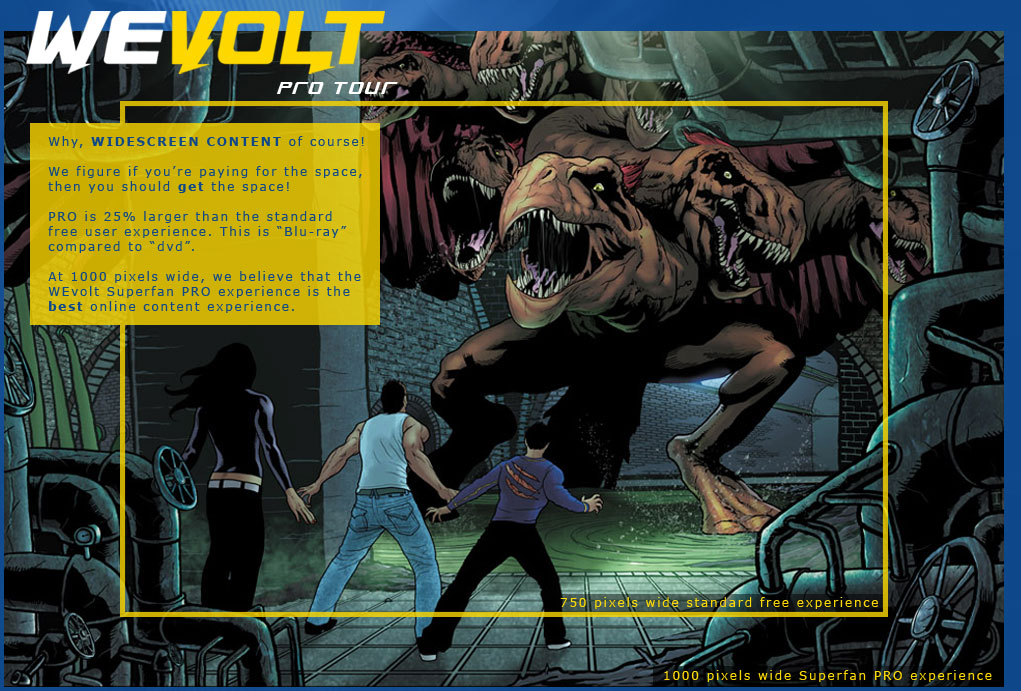 WEVOLT
PRO TOUR
Why, WIDESCREEN CONTENT of course!
We figure if you’re paying for the space,
then you should get the space!
PRO is 25% larger than the standard
free user experience. This is “Blu-ray”
compared to “dvd”.
At 1000 pixels wide, we believe that the
WEvolt Superfan PRO experience is the
best online content experience.
750 pixels wide standard free experience
1000 pixels wide Superfan PRO experience